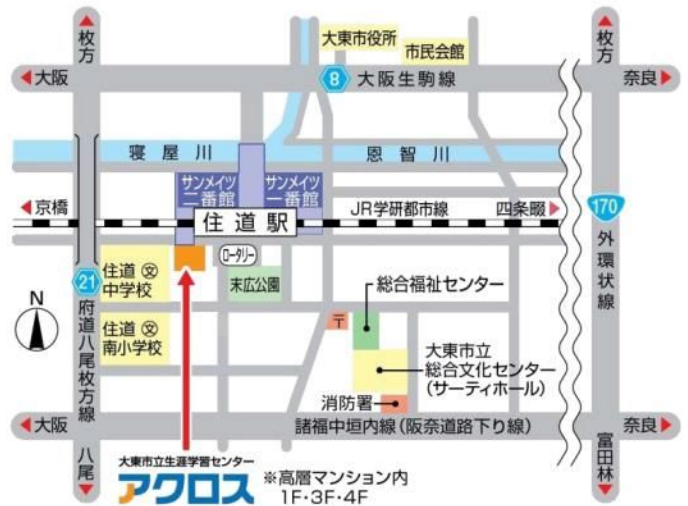 枚方
枚方
大東市役所
市民会館
大阪
8
大阪生駒線
奈良
寝屋川
恩智川
サンメイツ
二番館
サンメイツ
一番館
京橋
住道駅
JR学研都市線
四条畷
170
外環状線
ロータリー
住道 文
中学校
末広公園
21
総合福祉センター
N
府道八尾枚方線
住道 文
南小学校
〒
大東市立
総合文化センター
(サーティホール)
消防署
大阪
諸福中垣内線(阪奈道路下り線)
奈良
八尾
富田林
大東市立生涯学習センター
アクロス
※高層マンション内
1F・3F・4F